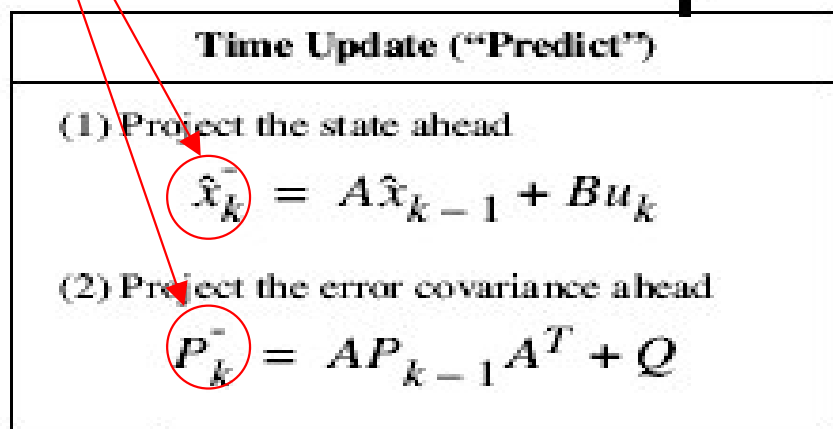 Time Update (“Predict”)
(1) Project the state ahead
x̂ₖ⁻ = Ax̂ₖ₋₁ + Buₖ
(2) Project the error covariance ahead
Pₖ⁻ = APₖ₋₁Aᵀ + Q